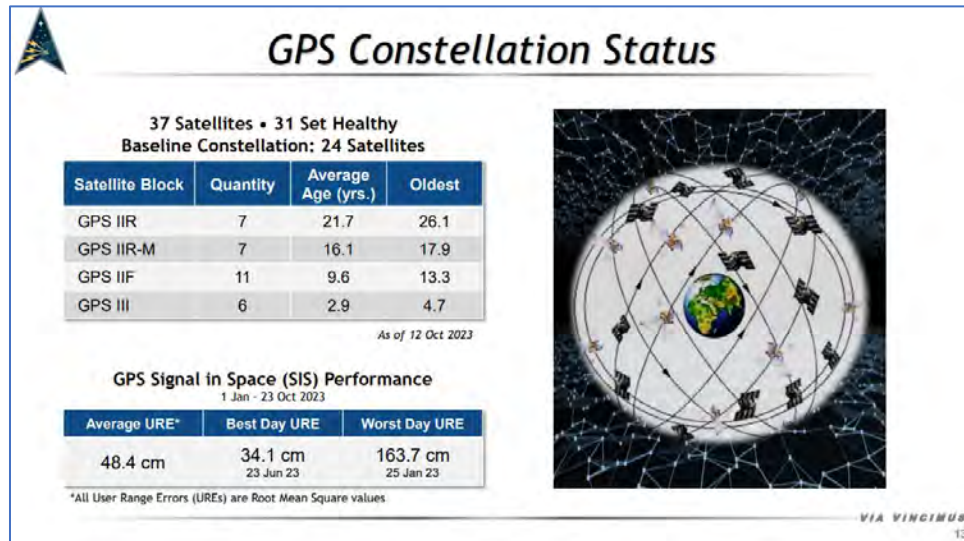 GPS Constellation Status
37 Satellites • 31 Set Healthy
Baseline Constellation: 24 Satellites
Satellite Block Quantity Average Age (yrs.) Oldest
GPS IIR 7 21.7 26.1
GPS IIR-M 7 16.1 17.9
GPS IIF 11 9.6 13.3
GPS III 6 2.9 4.7
As of 12 Oct 2023
GPS Signal in Space (SIS) Performance
1 Jan - 23 Oct 2023
Average URE* Best Day URE Worst Day URE
48.4 cm 34.1 cm 163.7 cm
23 Jun 23 25 Jan 23
*All User Range Errors (UREs) are Root Mean Square values
VIA VINCIMUS
13